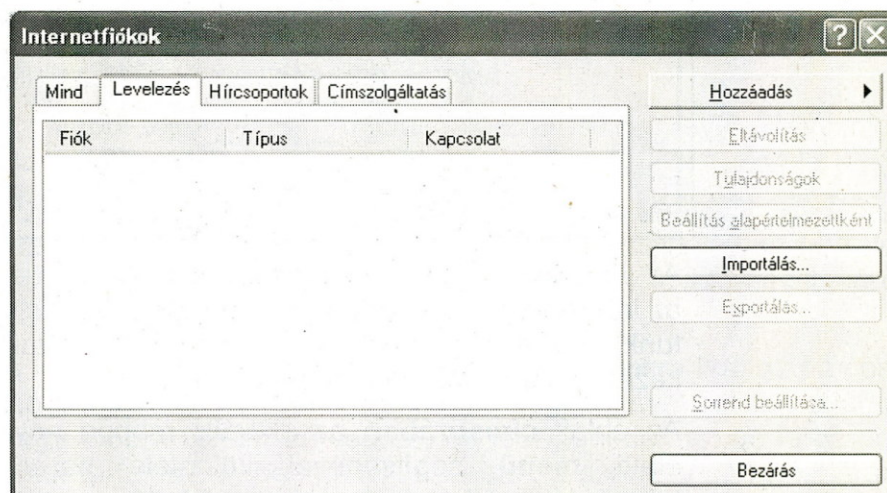 Internetfiókok
Mind Levelezés Hírcsoportok Címszolgáltatás
Fiók Típus Kapcsolat
Hozzáadás
Eltávolítás
Tulajdonságok
Beállítás alapértelmezettként
Importálás...
Exportálás...
Sorrend beállítása...
Bezárás